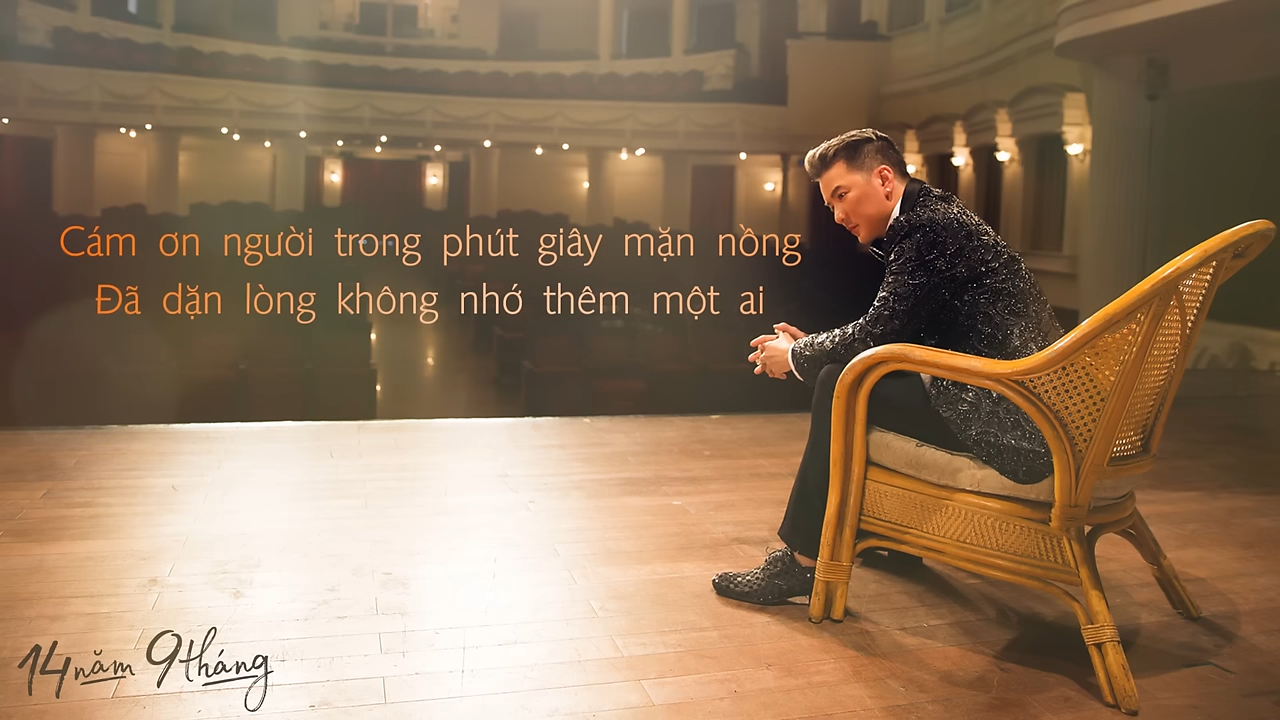 Cám ơn người trong phút giây mặn nồng
Đã dặn lòng không nhớ thêm một ai
14 năm 9 tháng